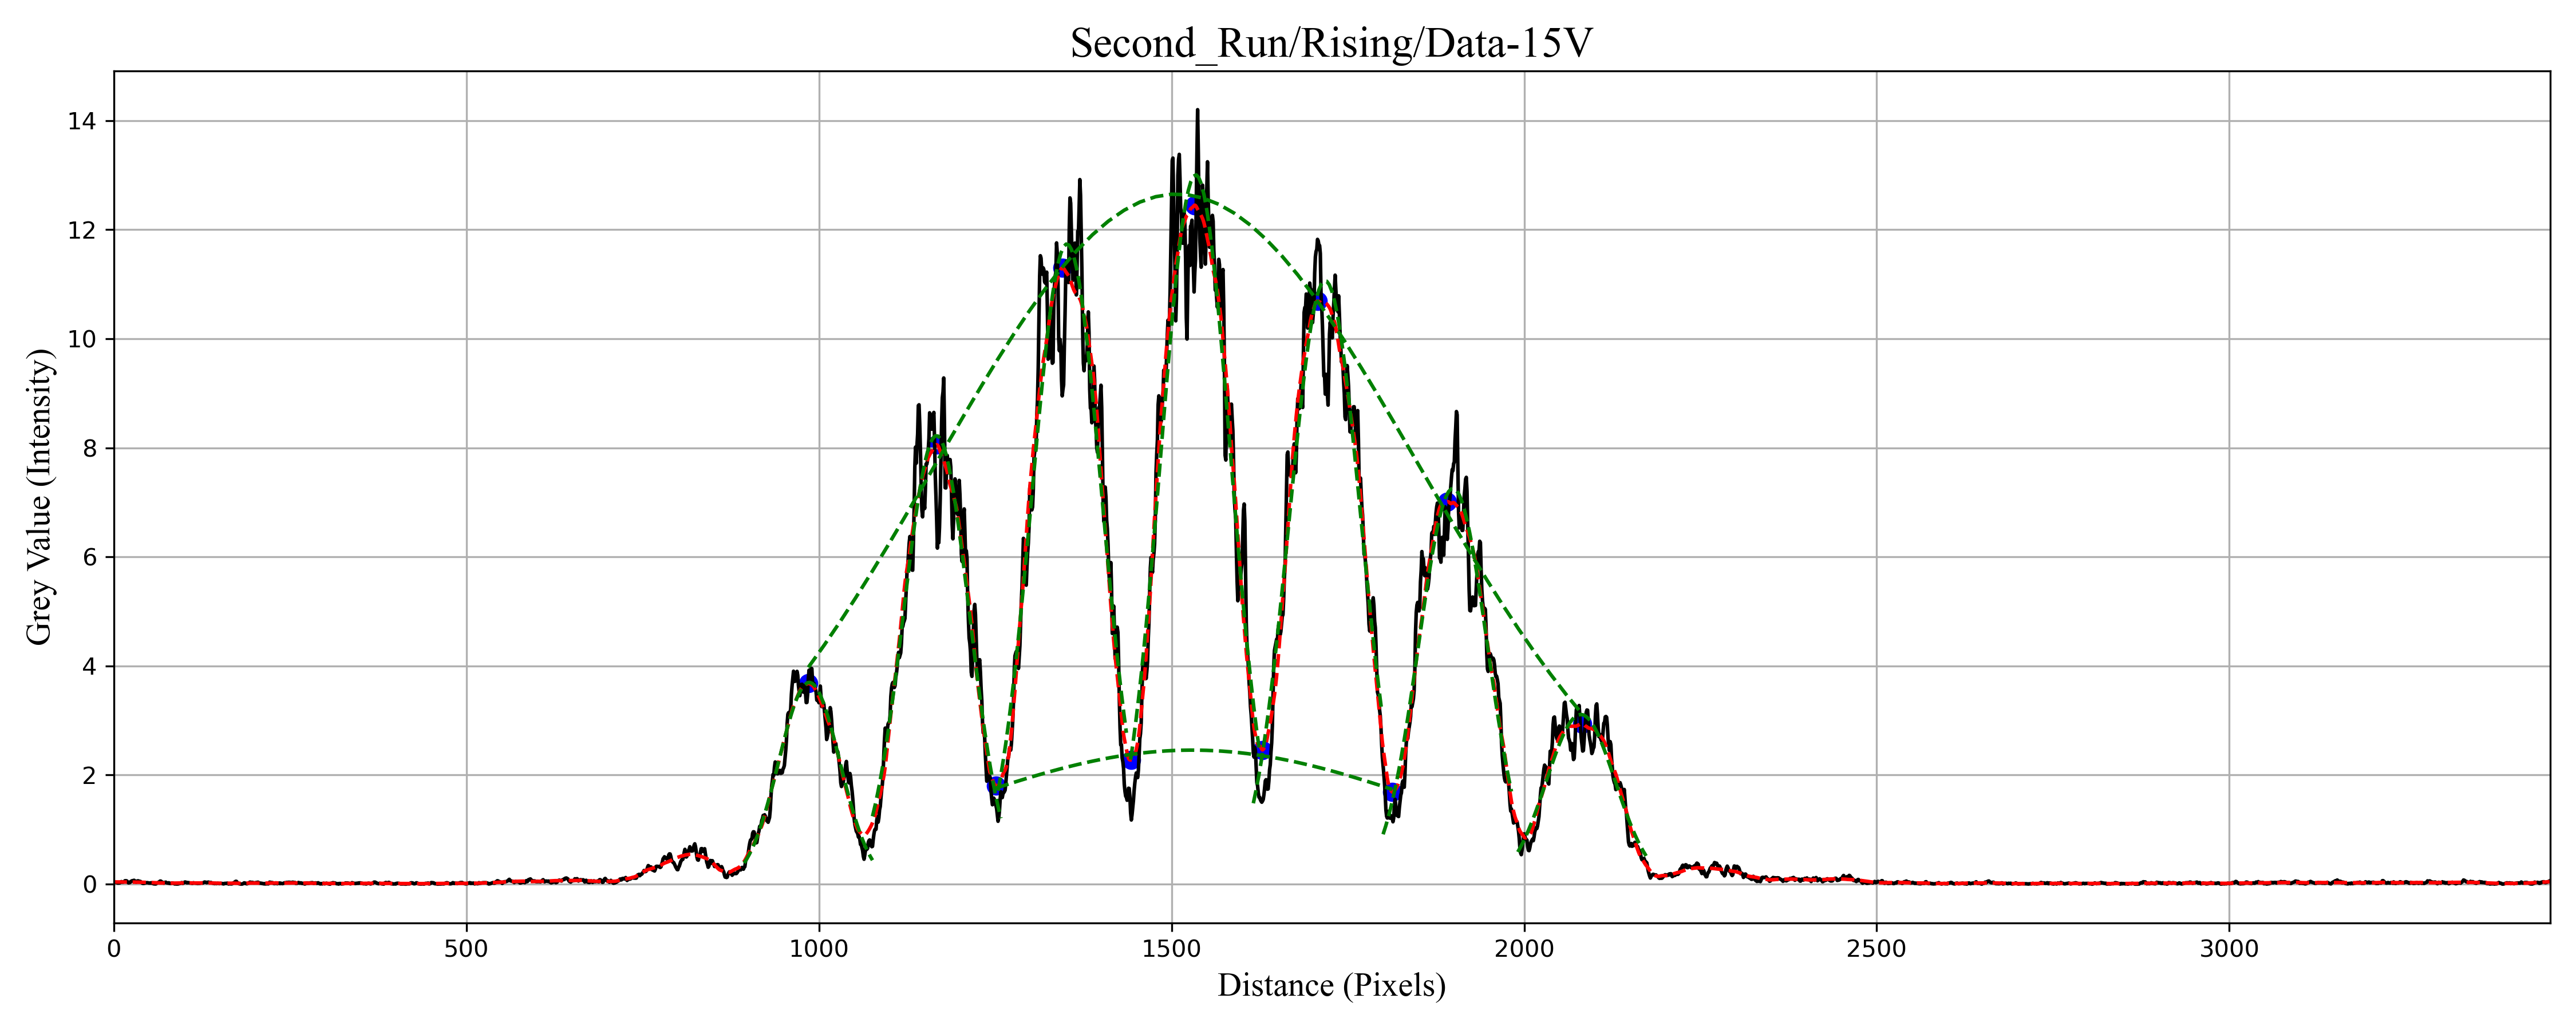 Second_Run/Rising/Data-15V
Grey Value (Intensity)
14
12
10
8
6
4
2
0
0 500 1000 1500 2000 2500 3000
Distance (Pixels)